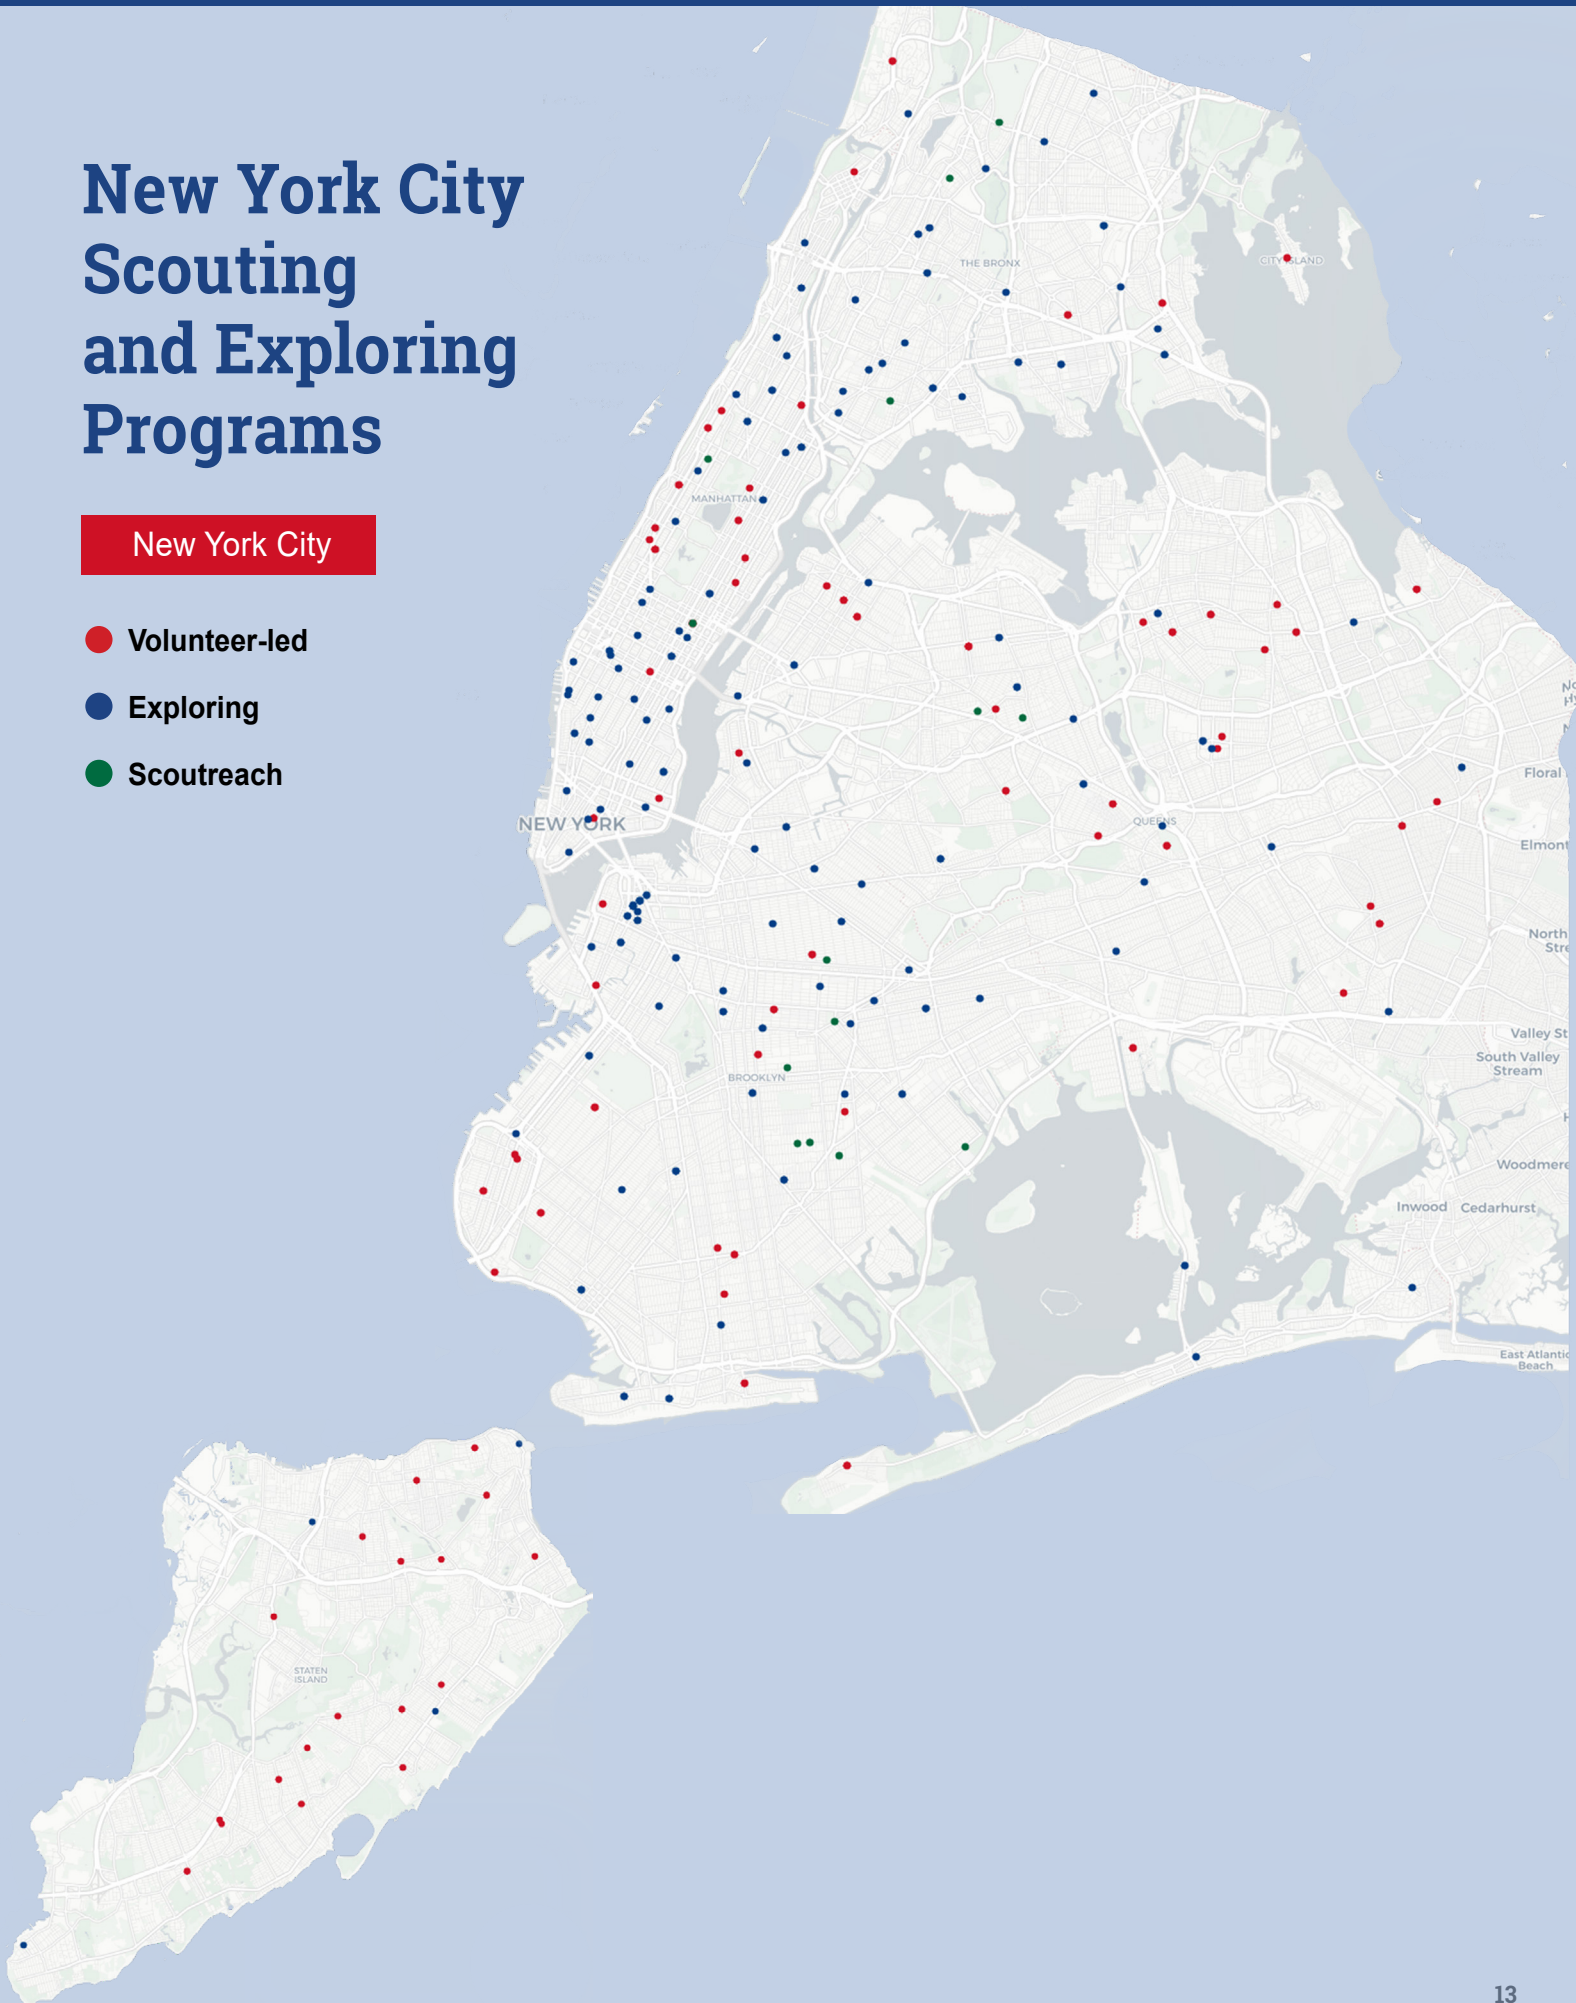 New York City
Scouting
and Exploring
Programs
New York City
Volunteer-led
Exploring
Scoutreach
THE BRONX
CITY ISLAND
MANHATTAN
NEW YORK
QUEENS
BROOKLYN
Floral
Elmont
North
Stre
Valley St
South Valley
Stream
Woodmere
Inwood Cedarhurst
East Atlantic
Beach
STATEN
ISLAND
13